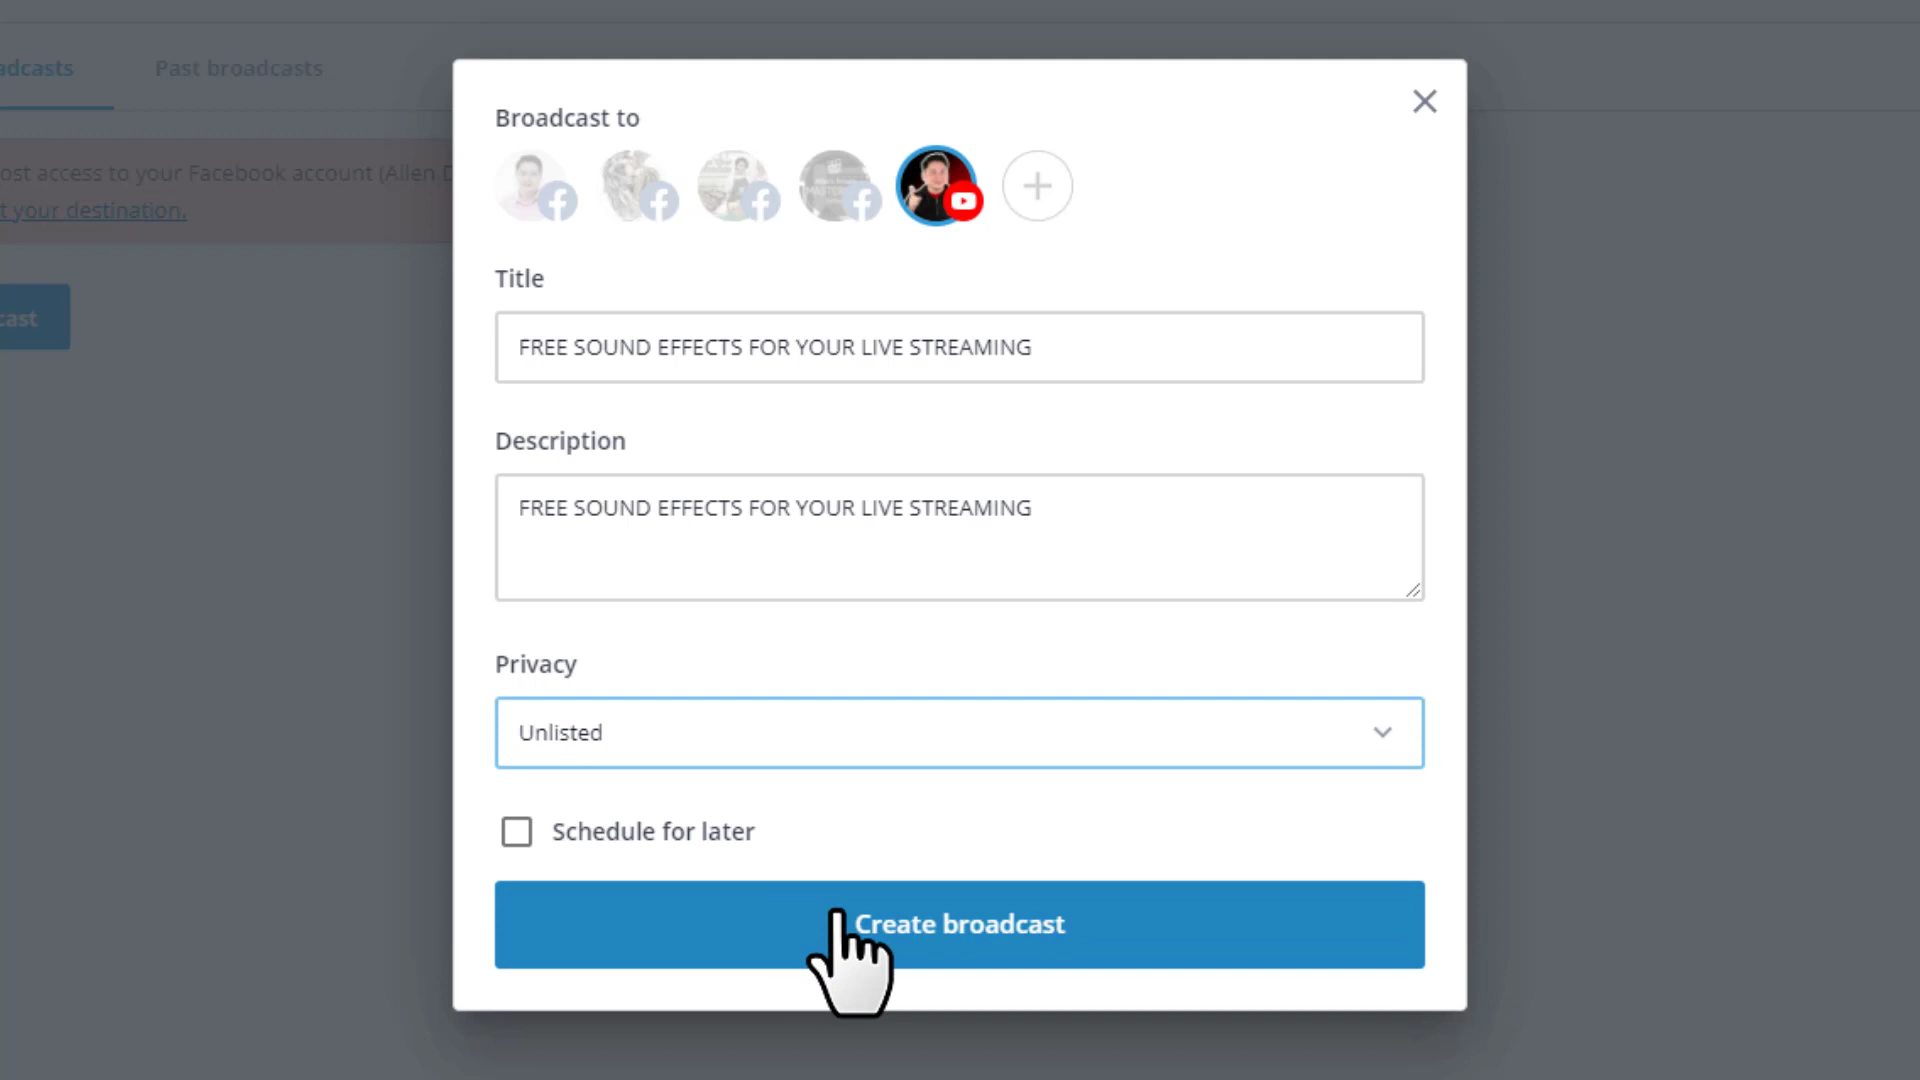 adcasts
Past broadcasts
ost access to your Facebook account (Allen D
t your destination.
cast
Broadcast to
Title
FREE SOUND EFFECTS FOR YOUR LIVE STREAMING
Description
FREE SOUND EFFECTS FOR YOUR LIVE STREAMING
Privacy
Unlisted
Schedule for later
Create broadcast